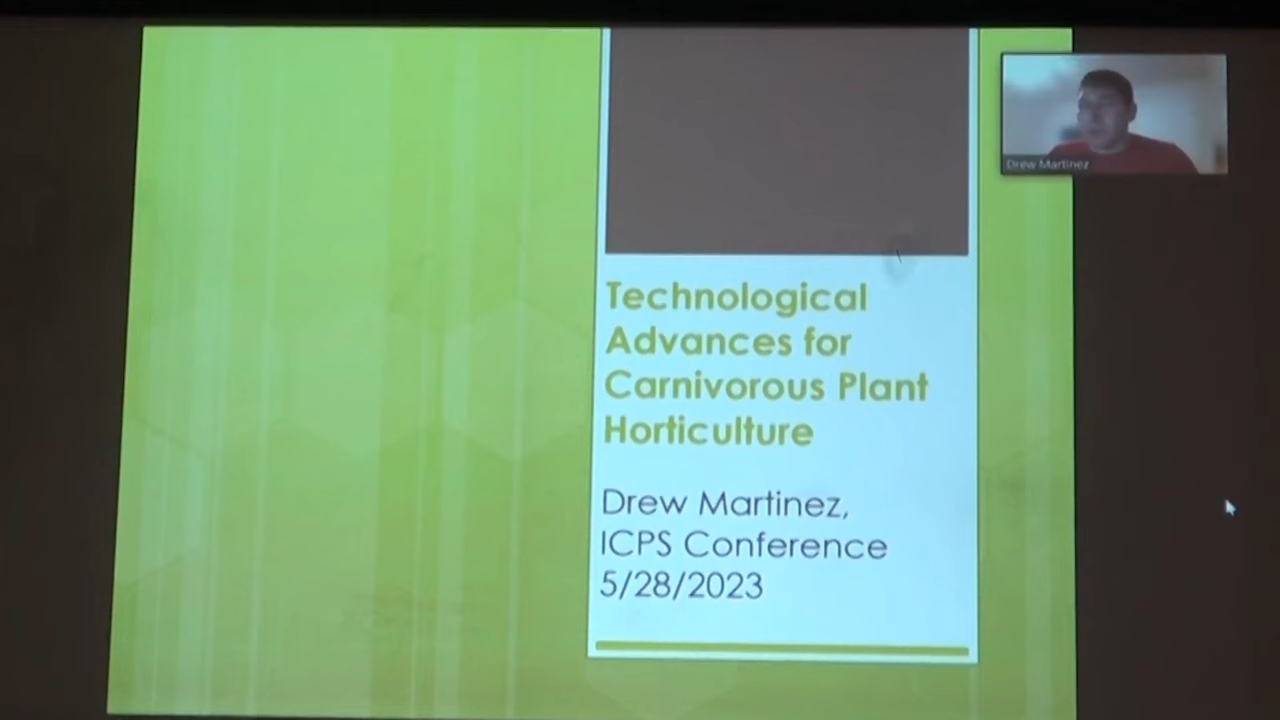 Technological
Advances for
Carnivorous Plant
Horticulture
Drew Martinez,
ICPS Conference
5/28/2023
Drew Martinez